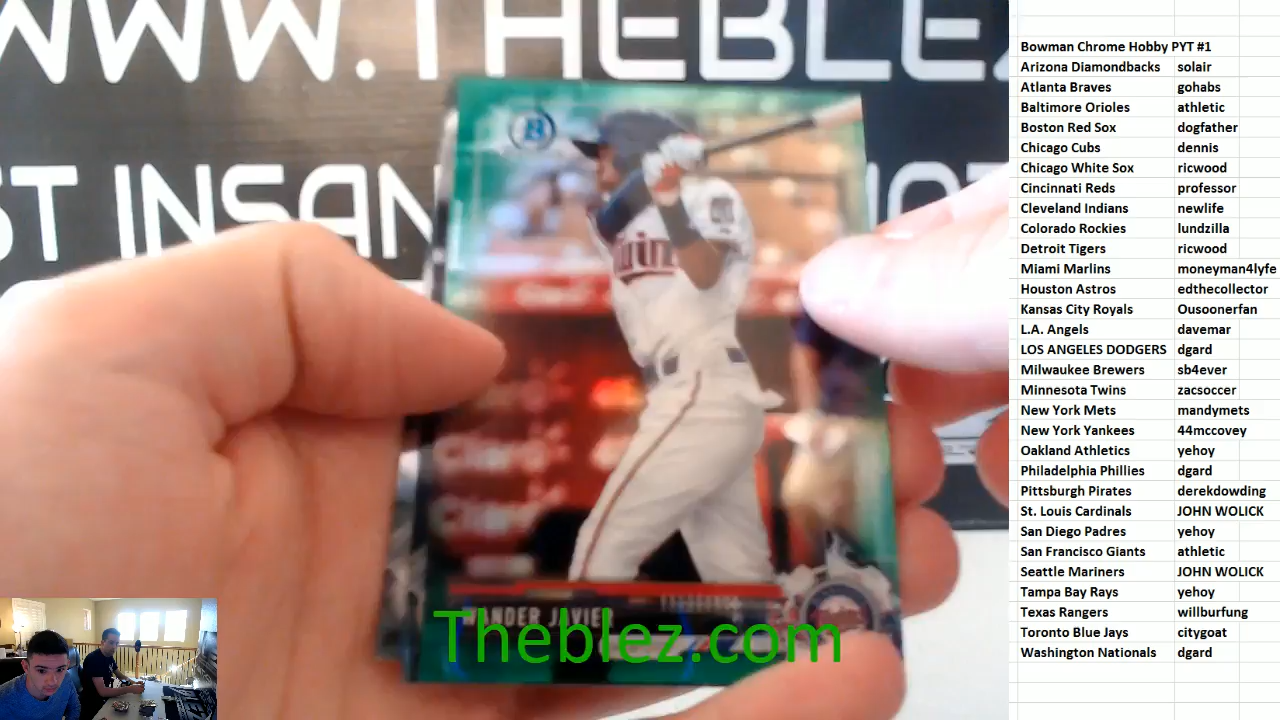 WWW.THEBLEZ
ST INSAN
B
Twins
Claro
Claro
WANDER JAVIER
Theblez.com
Bowman Chrome Hobby PYT #1
Arizona Diamondbacks solair
Atlanta Braves gohabs
Baltimore Orioles athletic
Boston Red Sox dogfather
Chicago Cubs dennis
Chicago White Sox ricwood
Cincinnati Reds professor
Cleveland Indians newlife
Colorado Rockies lundzilla
Detroit Tigers ricwood
Miami Marlins moneyman4lyfe
Houston Astros edthecollector
Kansas City Royals Ousoonerfan
L.A. Angels davemar
LOS ANGELES DODGERS dgard
Milwaukee Brewers sb4ever
Minnesota Twins zacsoccer
New York Mets mandymets
New York Yankees 44mccovey
Oakland Athletics yehoy
Philadelphia Phillies dgard
Pittsburgh Pirates derekdowding
St. Louis Cardinals JOHN WOLICK
San Diego Padres yehoy
San Francisco Giants athletic
Seattle Mariners JOHN WOLICK
Tampa Bay Rays yehoy
Texas Rangers willburfung
Toronto Blue Jays citygoat
Washington Nationals dgard